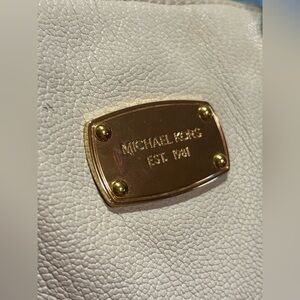 MICHAEL KORS
EST. 1981